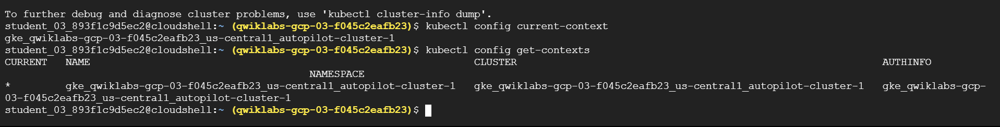 To further debug and diagnose cluster problems, use 'kubectl cluster-info dump'.
student_03_893f1c9d5ec2@cloudshell:~ (qwiklabs-gcp-03-f045c2eafb23)$ kubectl config current-context
gke_qwiklabs-gcp-03-f045c2eafb23_us-central1_autopilot-cluster-1
student_03_893f1c9d5ec2@cloudshell:~ (qwiklabs-gcp-03-f045c2eafb23)$ kubectl config get-contexts
CURRENT   NAME                                                               CLUSTER                                                            AUTHINFO
                                                  NAMESPACE
*         gke_qwiklabs-gcp-03-f045c2eafb23_us-central1_autopilot-cluster-1   gke_qwiklabs-gcp-03-f045c2eafb23_us-central1_autopilot-cluster-1   gke_qwiklabs-gcp-
03-f045c2eafb23_us-central1_autopilot-cluster-1
student_03_893f1c9d5ec2@cloudshell:~ (qwiklabs-gcp-03-f045c2eafb23)$